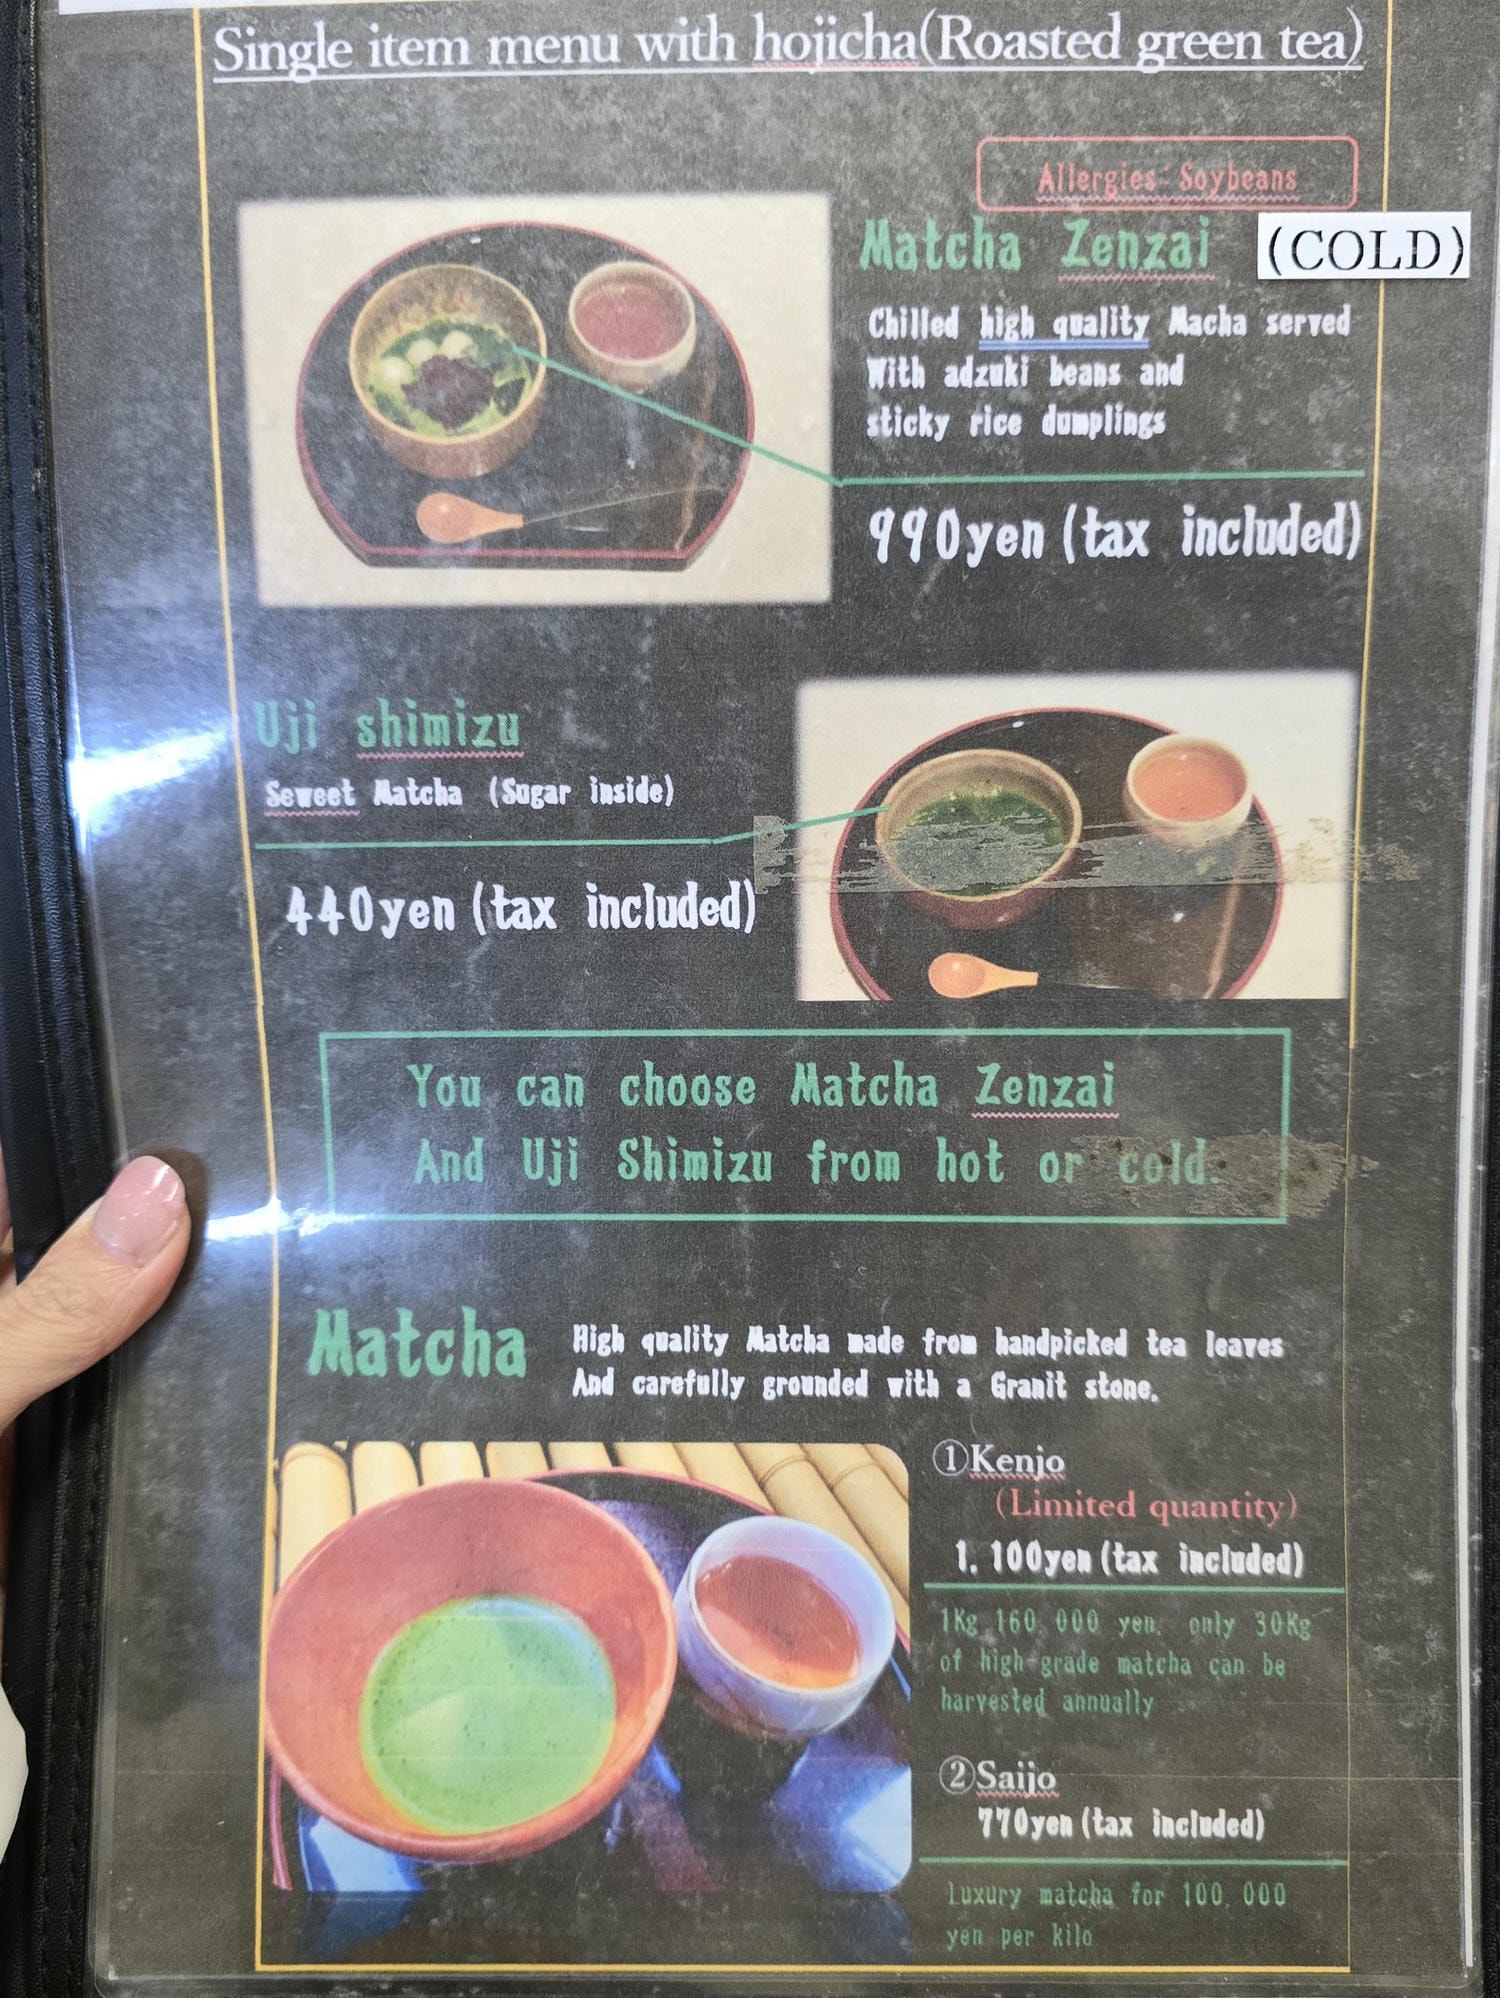 Single item menu with hojicha(Roasted green tea)
Allergies:Soybeans
Matcha Zenzai (COLD)
Chilled high quality Macha served
With adzuki beans and
sticky rice dumplings
990yen(tax included)
Uji shimizu
Seweet Matcha (Sugar inside)
440yen(tax included)
You can choose Matcha Zenzai
And Uji Shimizu from hot or cold.
Matcha
High quality Matcha made from handpicked tea leaves
And carefully grounded with a Granit stone.
①Kenjo
(Limited quantity)
1.100yen(tax included)
1Kg 160.000 yen. only 30Kg
of high-grade matcha can be
harvested annually
②Saijo
770yen(tax included)
luxury matcha for 100.000
yen per kilo